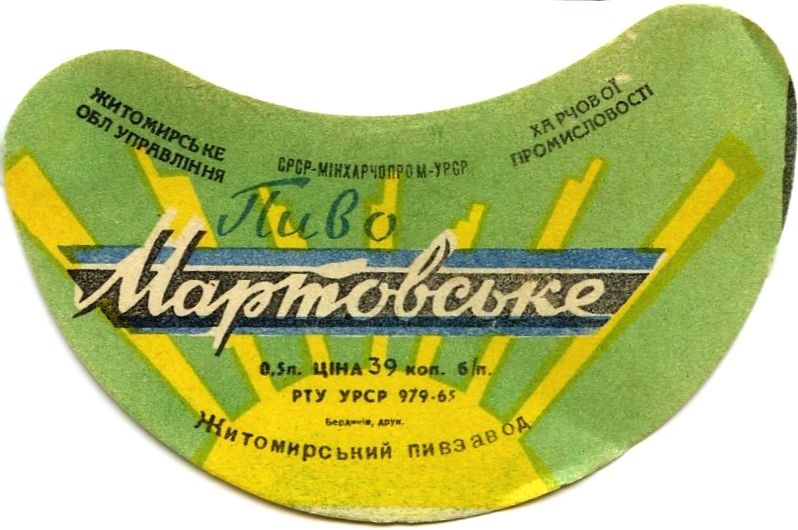 ЖИТОМИРСЬКЕ
ОБЛ УПРАВЛІННЯ
ХАРЧОВОЇ
ПРОМИСЛОВОСТІ
СРСР-МІНХАРЧОПРОМ-УРСР
Пиво
Мартовське
0,5л. ЦІНА 39 коп. б/п.
РТУ УРСР 979-65
Бердичів, друк.
Житомирський пивзавод